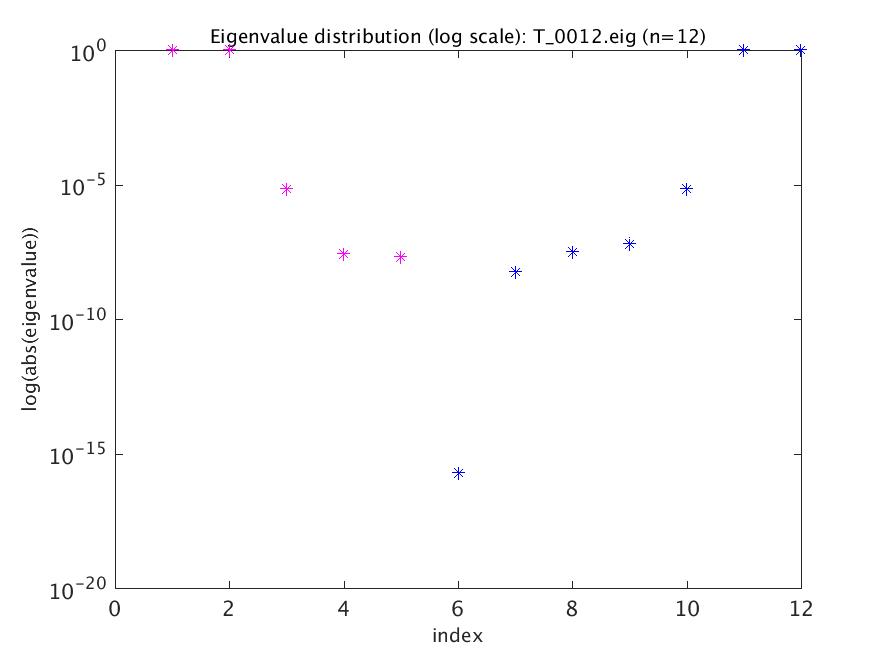 Eigenvalue distribution (log scale): T_0012.eig (n=12)
10^0
10^-5
10^-10
10^-15
10^-20
log(abs(eigenvalue))
0 2 4 6 8 10 12
index